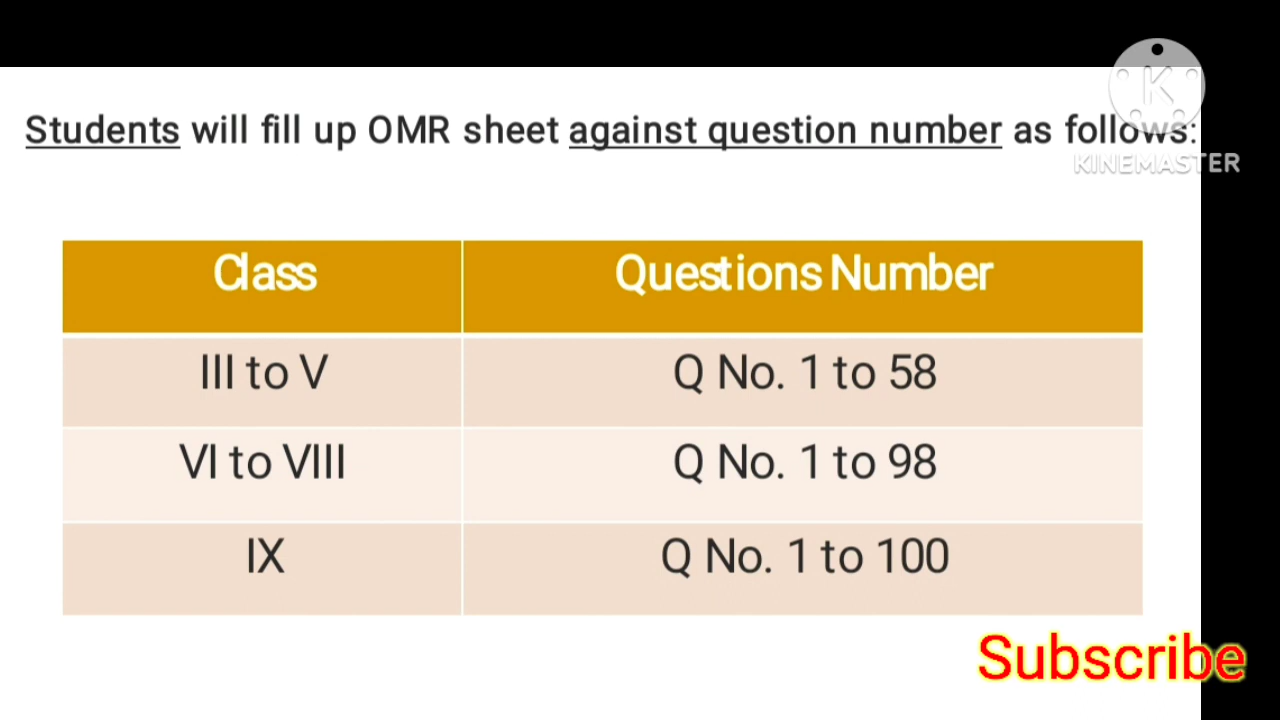 Students will fill up OMR sheet against question number as follows:
K
KINEMASTER
Class Questions Number
III to V Q No. 1 to 58
VI to VIII Q No. 1 to 98
IX Q No. 1 to 100
Subscribe